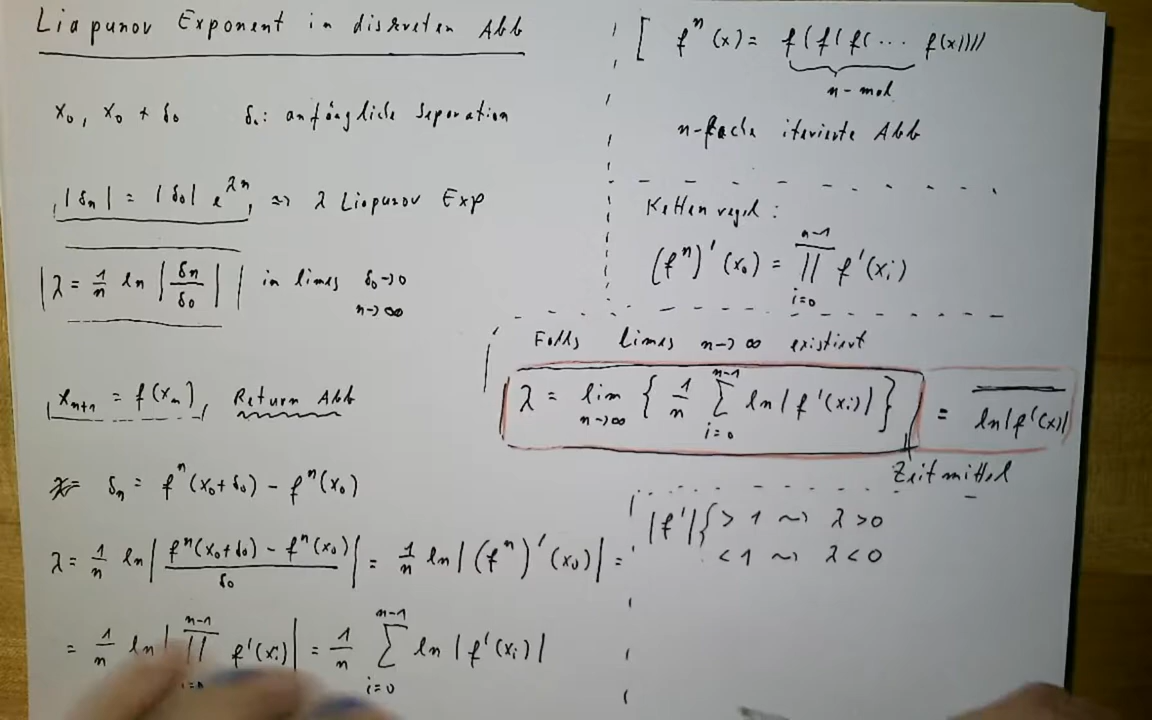 Liapunov Exponent in diskreten Abb
x₀, x₀ + δ₀ δ₀: anfängliche Separation
|δₙ| = |δ₀| e^{λn} ⇒ λ Liapunov Exp
λ = 1/n ln |δₙ/δ₀| in limes δ₀→0
n→∞
xₙ₊₁ = f(xₙ), Return Abb
δₙ = fⁿ(x₀+δ₀) - fⁿ(x₀)
λ = 1/n ln | (fⁿ(x₀+δ₀) - fⁿ(x₀))/δ₀ | = 1/n ln |(fⁿ)'(x₀)| =
= 1/n ln | ∏_{i=0}^{n-1} f'(xᵢ) | = 1/n ∑_{i=0}^{n-1} ln |f'(xᵢ)|
[ fⁿ(x) = f(f(f(... f(x))))
n-mal
n-fache iterierte Abb
Kettenregel:
(fⁿ)'(x₀) = ∏_{i=0}^{n-1} f'(xᵢ)
Falls limes n→∞ existiert
λ = lim_{n→∞} { 1/n ∑_{i=0}^{n-1} ln |f'(xᵢ)| } = \overline{ln|f'(x)|}
Zeitmittel
|f'| { > 1 ⤳ λ > 0
< 1 ⤳ λ < 0